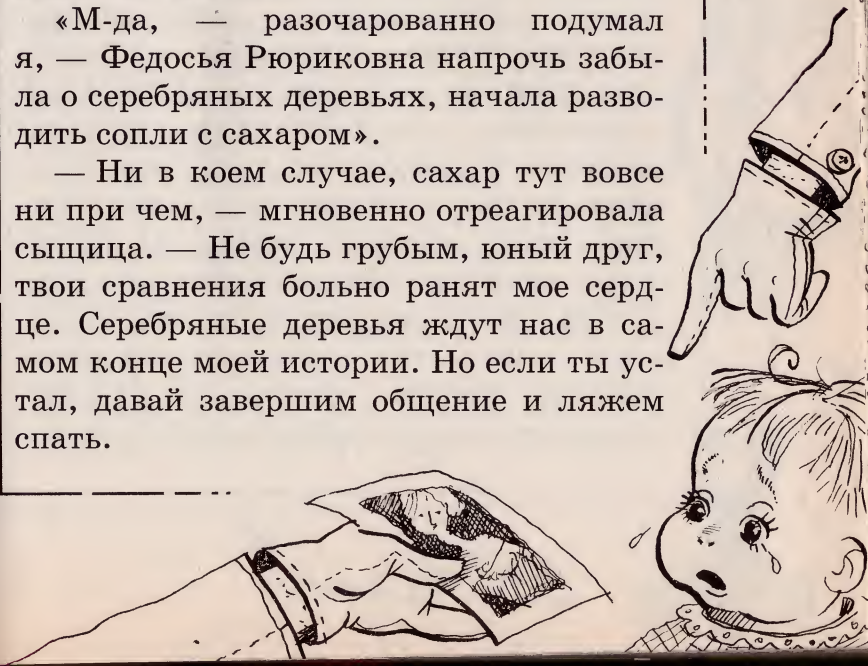 «М-да, — разочарованно подумал
я, — Федосья Рюриковна напрочь забы-
ла о серебряных деревьях, начала разво-
дить сопли с сахаром».
— Ни в коем случае, сахар тут вовсе
ни при чем, — мгновенно отреагировала
сыщица. — Не будь грубым, юный друг,
твои сравнения больно ранят мое серд-
це. Серебряные деревья ждут нас в са-
мом конце моей истории. Но если ты ус-
тал, давай завершим общение и ляжем
спать.